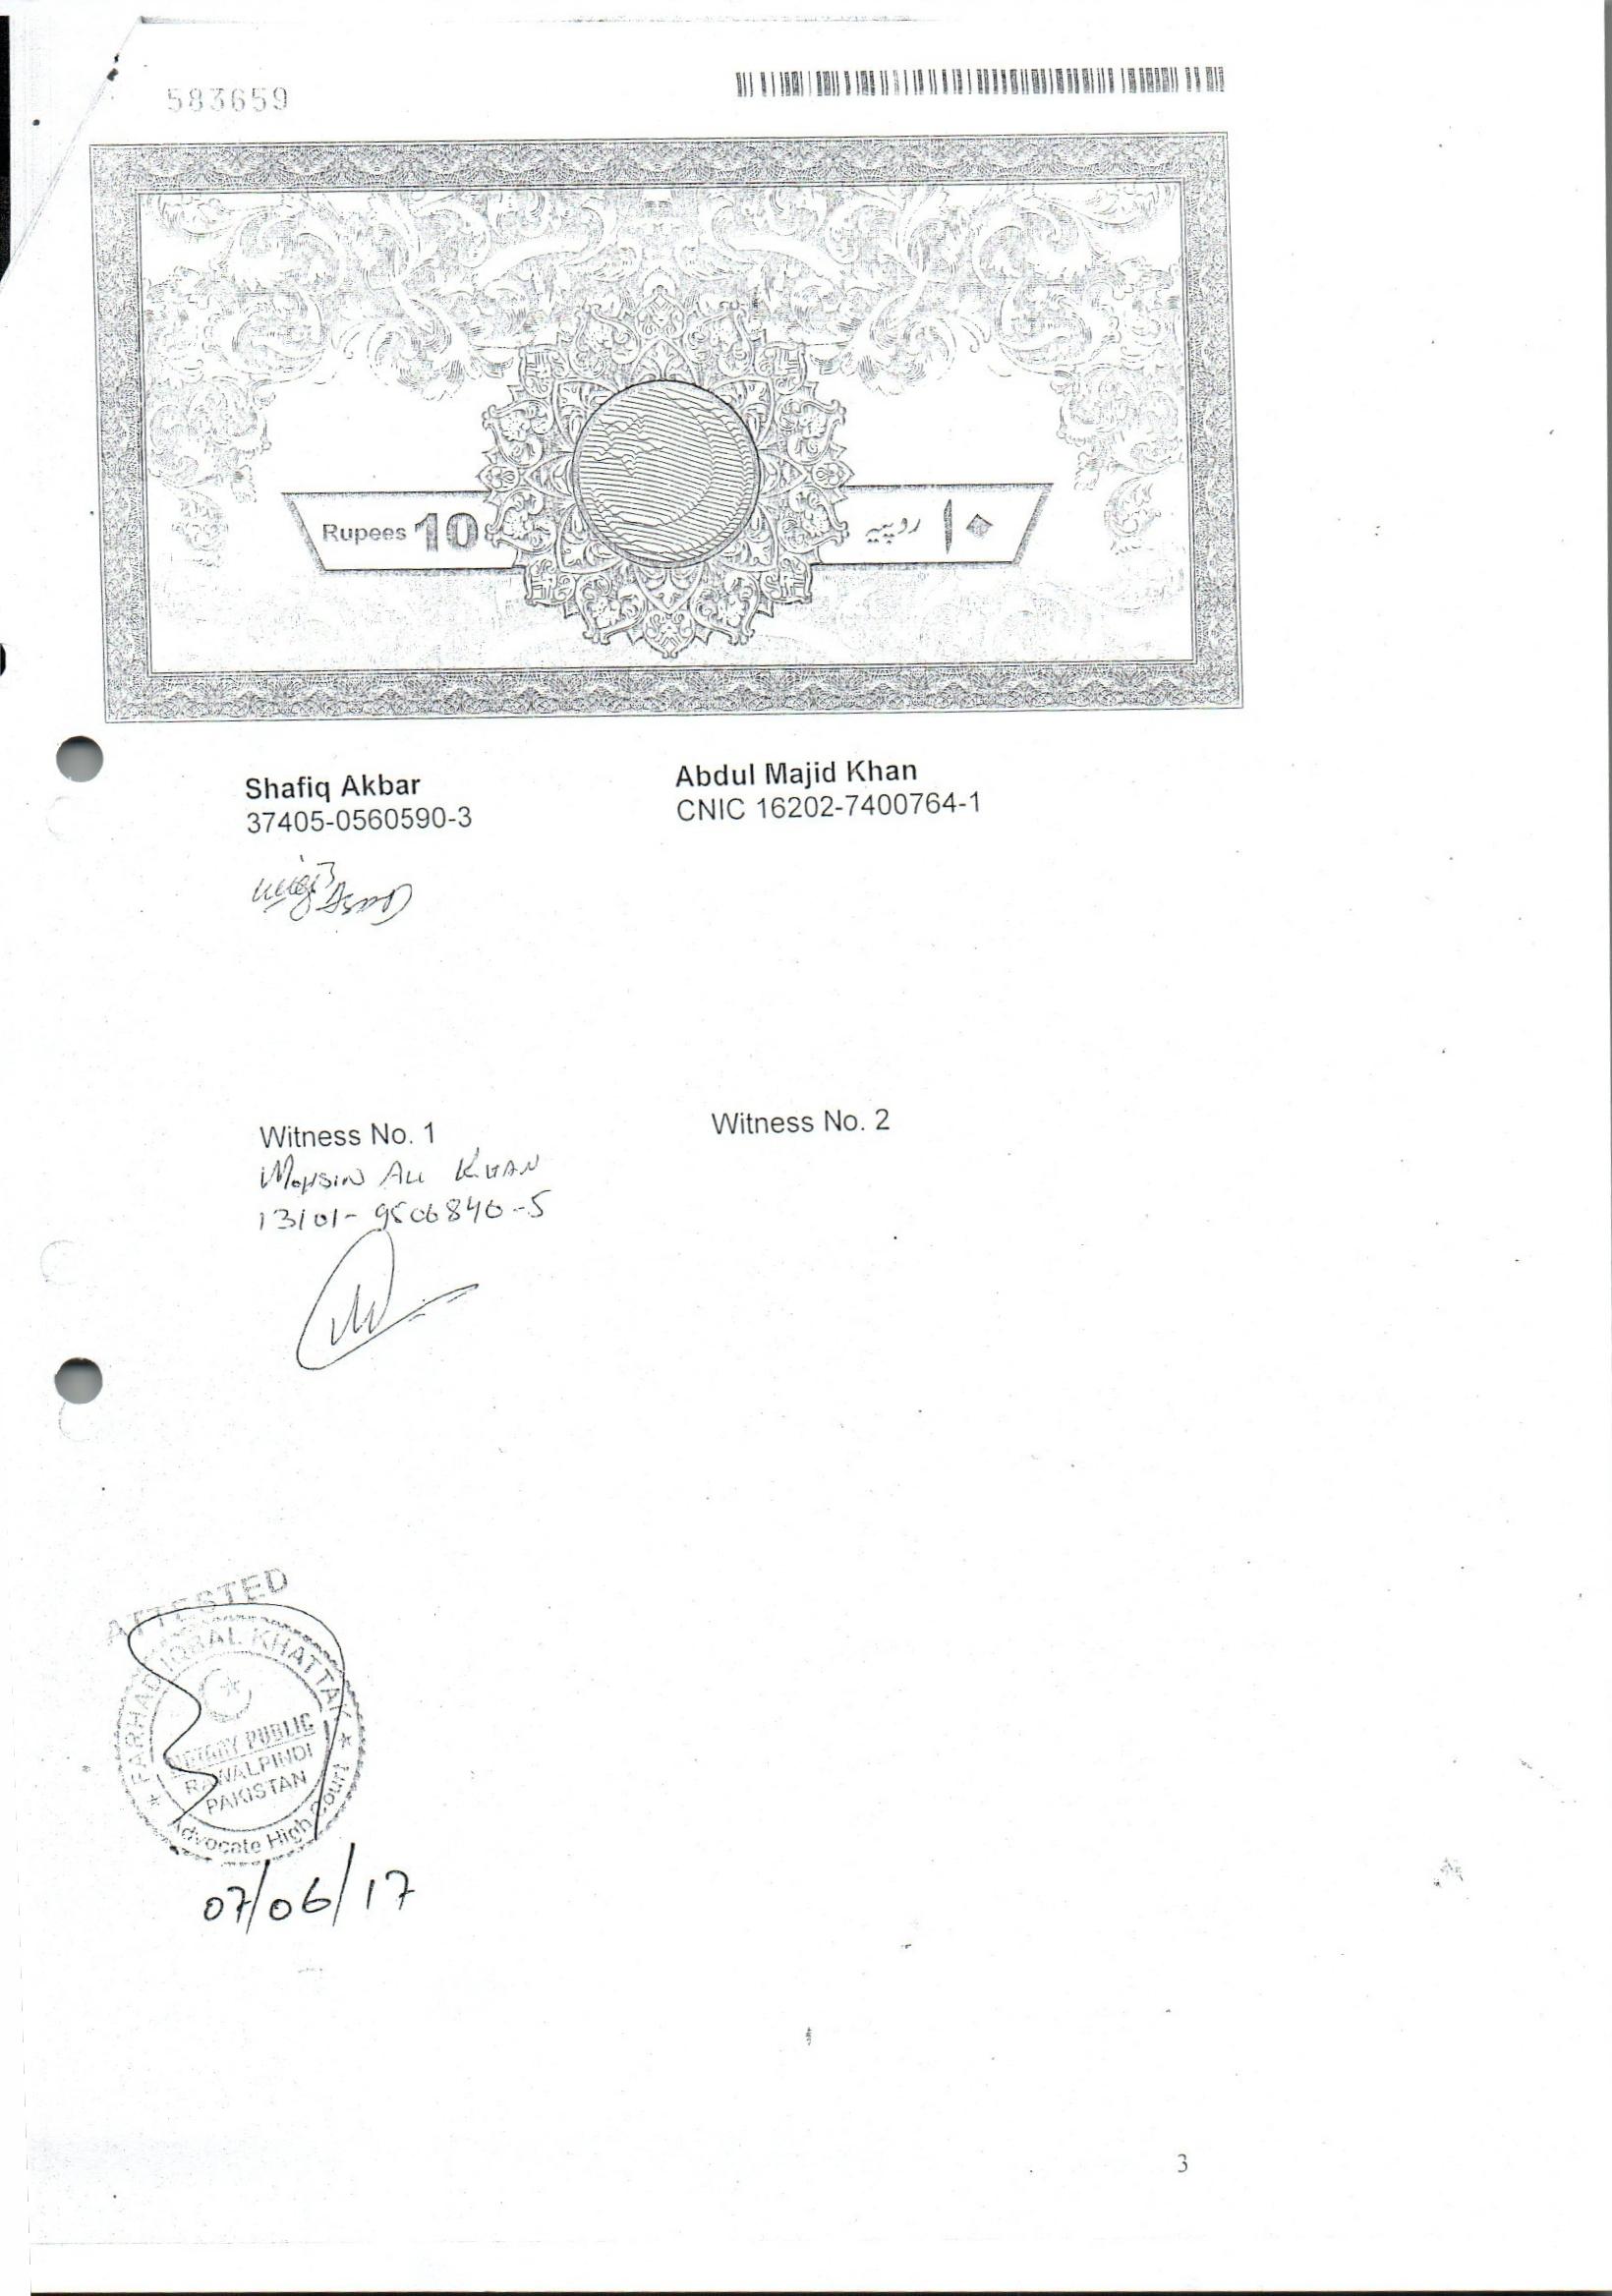 583659
Rupees 10
۱۰ روپیہ
Shafiq Akbar
37405-0560590-3
Abdul Majid Khan
CNIC 16202-7400764-1
Witness No. 1
Mohsin Ali Khan
13101-9506840-5
Witness No. 2
ATTESTED
FARHAD IQBAL KHATTAK
NOTARY PUBLIC
RAWALPINDI
PAKISTAN
Advocate High Court
07/06/17
3